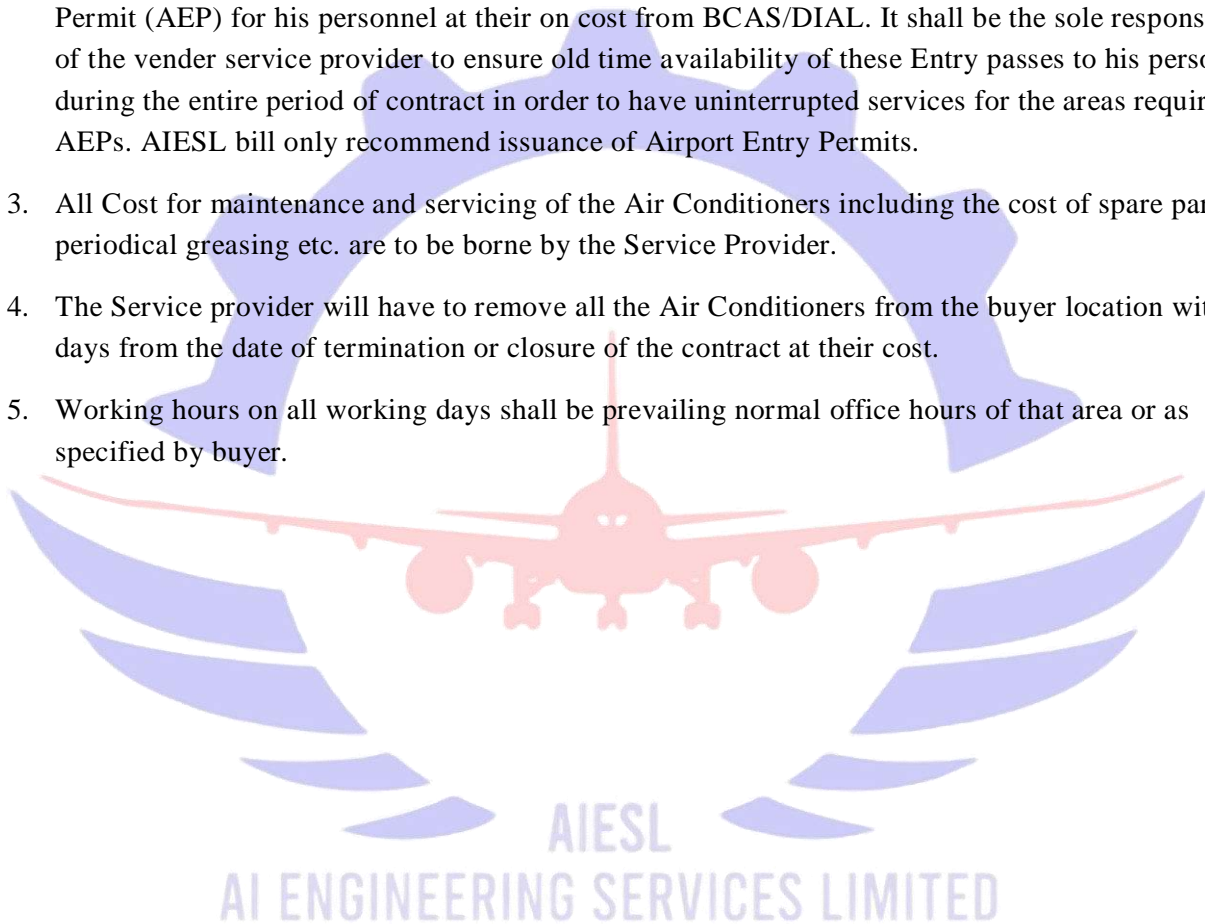 Permit (AEP) for his personnel at their on cost from BCAS/DIAL. It shall be the sole respons
of the vender service provider to ensure old time availability of these Entry passes to his perso
during the entire period of contract in order to have uninterrupted services for the areas requir
AEPs. AIESL bill only recommend issuance of Airport Entry Permits.
3. All Cost for maintenance and servicing of the Air Conditioners including the cost of spare par
periodical greasing etc. are to be borne by the Service Provider.
4. The Service provider will have to remove all the Air Conditioners from the buyer location wit
days from the date of termination or closure of the contract at their cost.
5. Working hours on all working days shall be prevailing normal office hours of that area or as
specified by buyer.
AIESL
AI ENGINEERING SERVICES LIMITED